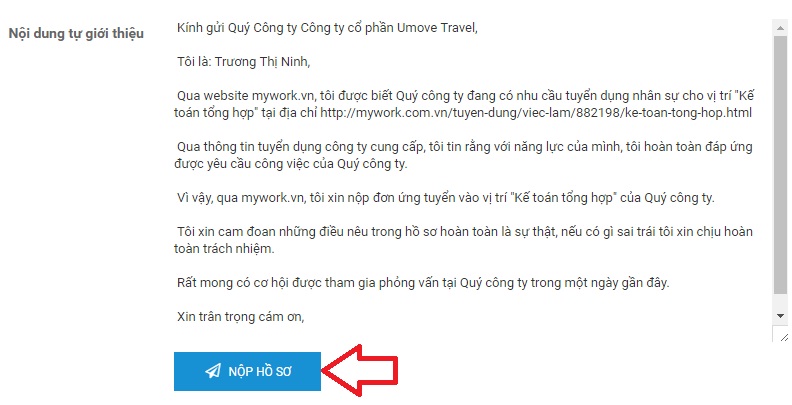 Nội dung tự giới thiệu
Kính gửi Quý Công ty Công ty cổ phần Umove Travel,
Tôi là: Trương Thị Ninh,
Qua website mywork.vn, tôi được biết Quý công ty đang có nhu cầu tuyển dụng nhân sự cho vị trí "Kế
toán tổng hợp" tại địa chỉ http://mywork.com.vn/tuyen-dung/viec-lam/882198/ke-toan-tong-hop.html
Qua thông tin tuyển dụng công ty cung cấp, tôi tin rằng với năng lực của mình, tôi hoàn toàn đáp ứng
được yêu cầu công việc của Quý công ty.
Vì vậy, qua mywork.vn, tôi xin nộp đơn ứng tuyển vào vị trí "Kế toán tổng hợp" của Quý công ty.
Tôi xin cam đoan những điều nêu trong hồ sơ hoàn toàn là sự thật, nếu có gì sai trái tôi xin chịu hoàn
toàn trách nhiệm.
Rất mong có cơ hội được tham gia phỏng vấn tại Quý công ty trong một ngày gần đây.
Xin trân trọng cám ơn,
NỘP HỒ SƠ